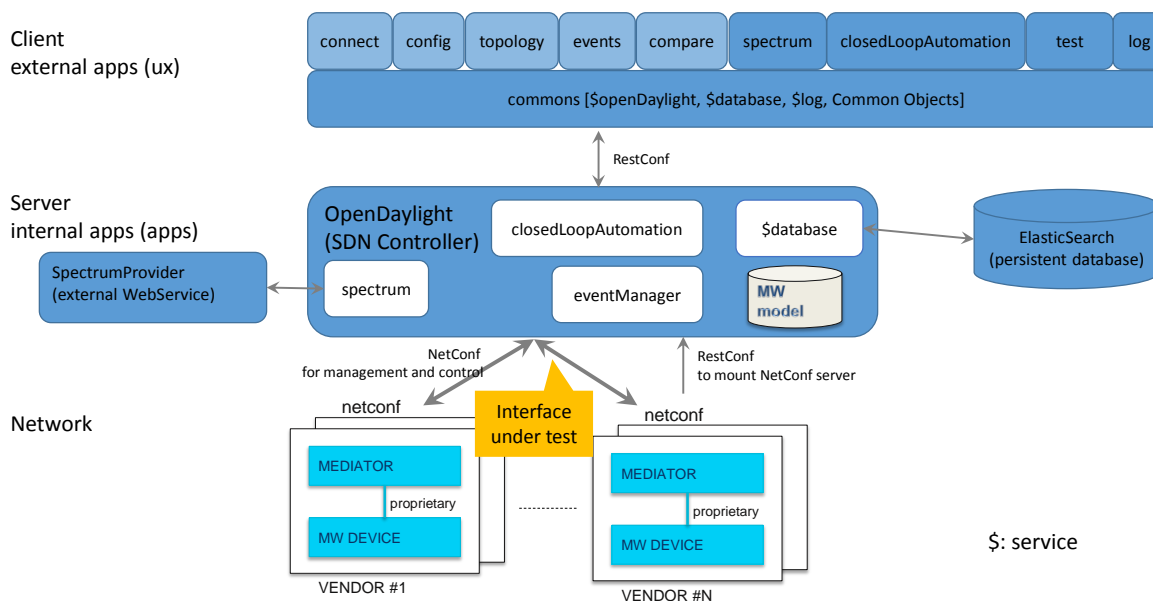 Client
external apps (ux)
connect
config
topology
events
compare
spectrum
closedLoopAutomation
test
log
commons [$openDaylight, $database, $log, Common Objects]
RestConf
Server
internal apps (apps)
OpenDaylight
(SDN Controller)
closedLoopAutomation
$database
ElasticSearch
(persistent database)
SpectrumProvider
(external WebService)
spectrum
eventManager
MW
model
NetConf
for management and control
RestConf
to mount NetConf server
Network
netconf
Interface
under test
netconf
MEDIATOR
proprietary
MW DEVICE
VENDOR #1
MEDIATOR
proprietary
MW DEVICE
VENDOR #N
$: service